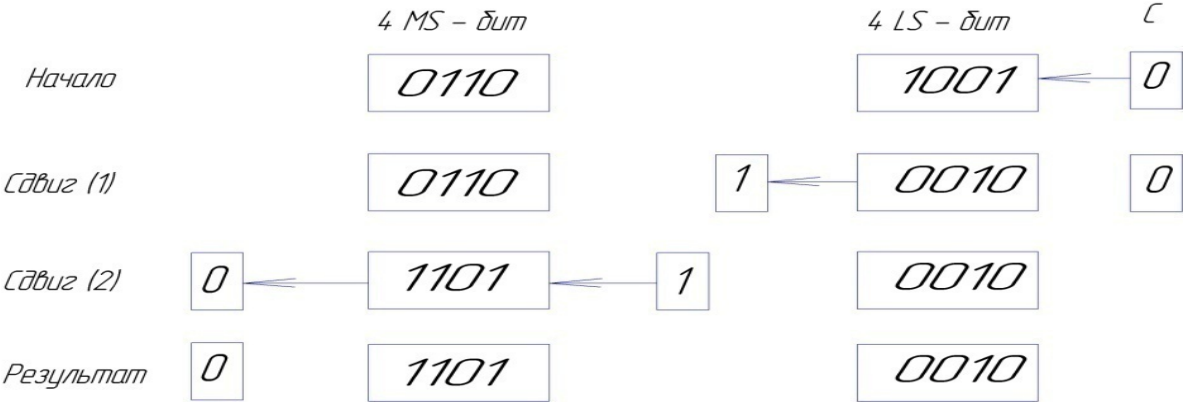 4 MS – бит 4 LS – бит C
Начало 0110 1001 0
Сдвиг (1) 0110 1 0010 0
Сдвиг (2) 0 1101 1 0010
Результат 0 1101 0010